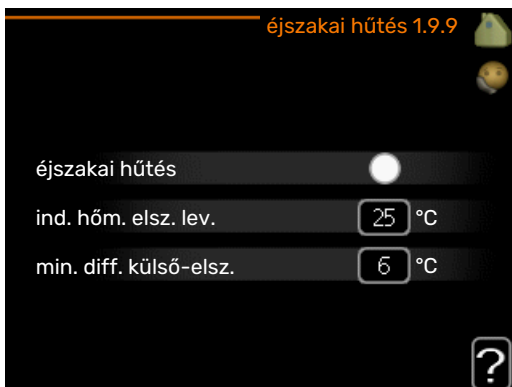 éjszakai hűtés 1.9.9
éjszakai hűtés
ind. hőm. elsz. lev. 25 °C
min. diff. külső-elsz. 6 °C
?